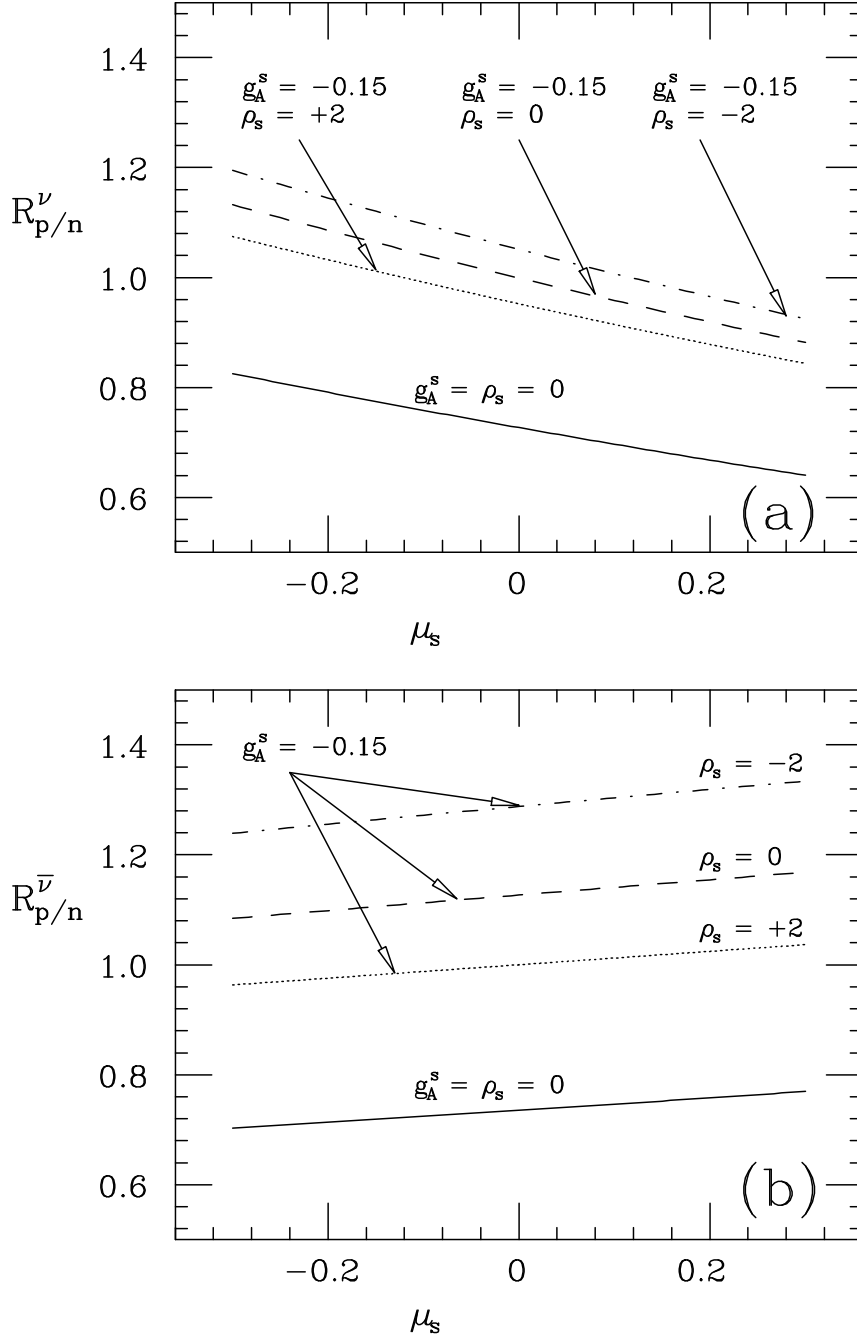 1.4
g_A^s = −0.15 g_A^s = −0.15 g_A^s = −0.15
ρ_s = +2 ρ_s = 0 ρ_s = −2
1.2
R_{p/n}^ν
1.0
0.8
g_A^s = ρ_s = 0
0.6
(a)
−0.2 0 0.2
μ_s
1.4
g_A^s = −0.15
ρ_s = −2
1.2
ρ_s = 0
R_{p/n}^{ν̅}
ρ_s = +2
1.0
0.8
g_A^s = ρ_s = 0
0.6
(b)
−0.2 0 0.2
μ_s